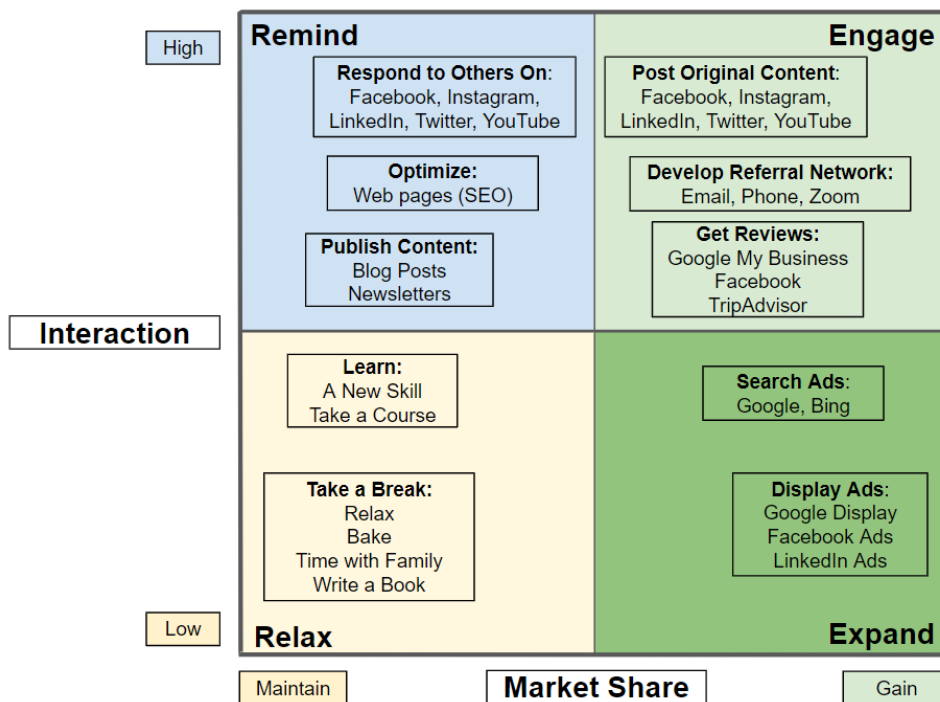 High
Remind
Respond to Others On:
Facebook, Instagram,
LinkedIn, Twitter, YouTube
Optimize:
Web pages (SEO)
Publish Content:
Blog Posts
Newsletters
Engage
Post Original Content:
Facebook, Instagram,
LinkedIn, Twitter, YouTube
Develop Referral Network:
Email, Phone, Zoom
Get Reviews:
Google My Business
Facebook
TripAdvisor
Interaction
Learn:
A New Skill
Take a Course
Take a Break:
Relax
Bake
Time with Family
Write a Book
Relax
Search Ads:
Google, Bing
Display Ads:
Google Display
Facebook Ads
LinkedIn Ads
Expand
Low
Maintain
Market Share
Gain